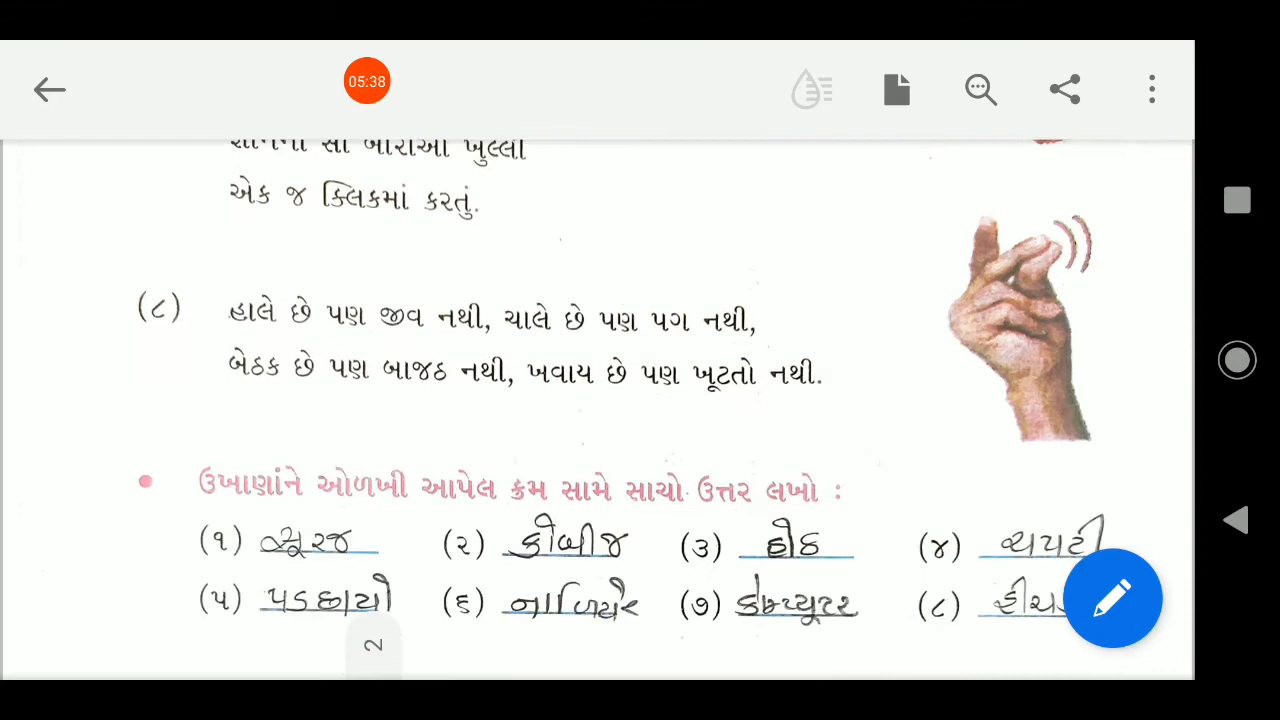 05:38
સૌ બારીઓ ખુલ્લી
એક જ ક્લિકમાં કરતું.
(૮) હાલે છે પણ જીવ નથી, ચાલે છે પણ પગ નથી,
બેઠક છે પણ બાજઠ નથી, ખવાય છે પણ ખૂટતો નથી.
• ઉખાણાંને ઓળખી આપેલ ક્રમ સામે સાચો ઉત્તર લખો :
(૧) સૂરજ (૨) કોબીજ (૩) હોઠ (૪) ચપટી
(૫) પડછાયો (૬) નાળિયેર (૭) કમ્પ્યૂટર (૮)
2